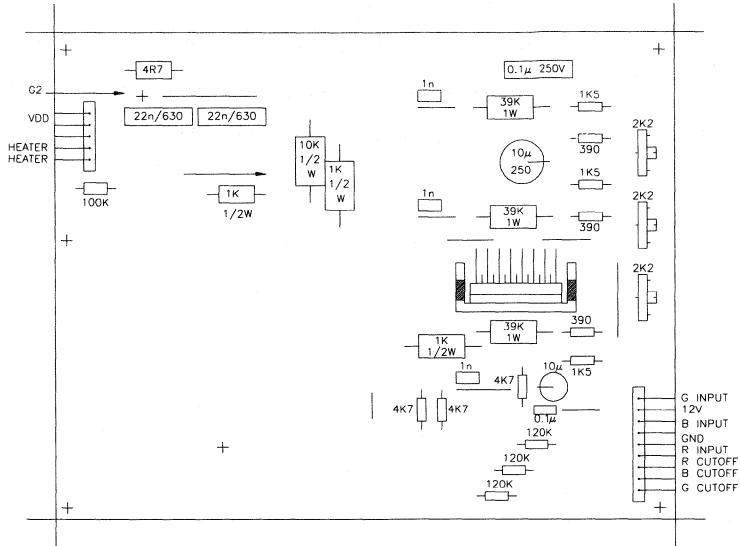 4R7
0.1μ 250V
G2
1n
39K
1W
1K5
VDD
22n/630
22n/630
2K2
HEATER
HEATER
10K
1/2
W
1K
1/2
W
10μ
250
390
1K5
100K
1K
1/2W
1n
39K
1W
390
2K2
2K2
39K
1W
390
1K
1/2W
1n
4K7
10μ
1K5
4K7
4K7
0.1μ
120K
120K
120K
G INPUT
12V
B INPUT
GND
R INPUT
R CUTOFF
B CUTOFF
G CUTOFF